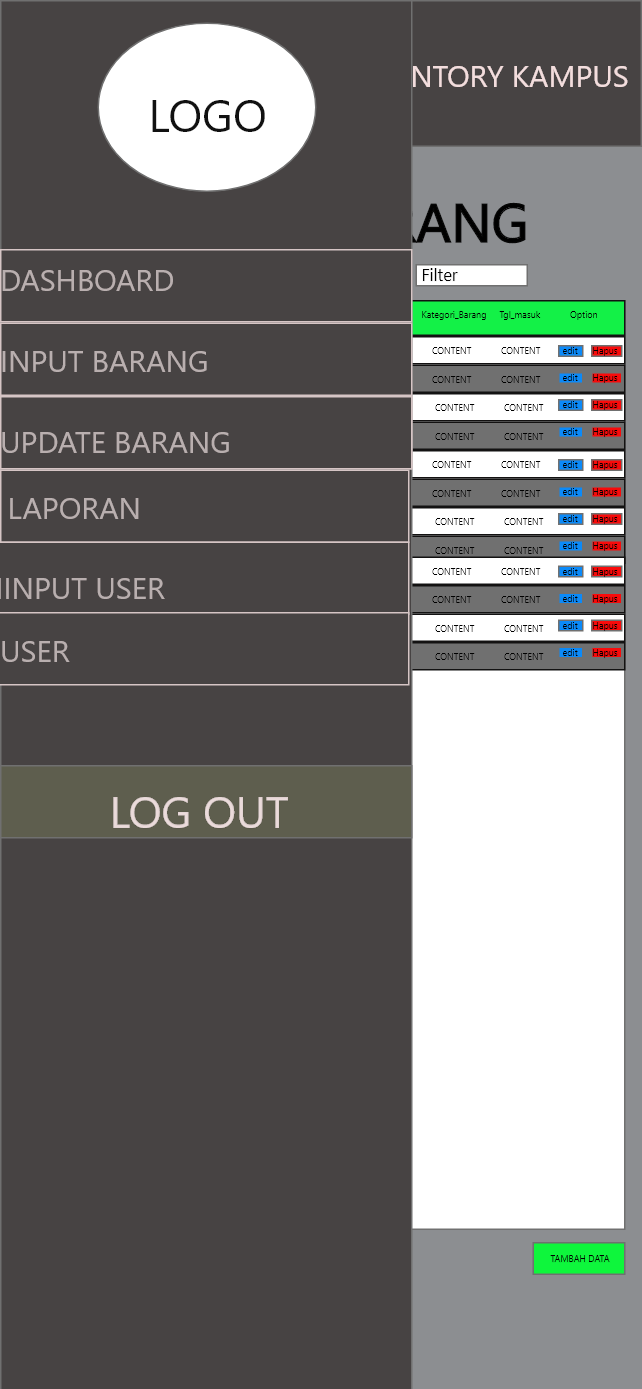 LOGO
NTORY KAMPUS
RANG
Filter
DASHBOARD
INPUT BARANG
UPDATE BARANG
LAPORAN
INPUT USER
USER
LOG OUT
Kategori_Barang Tgl_masuk Option
CONTENT CONTENT edit Hapus
CONTENT CONTENT edit Hapus
CONTENT CONTENT edit Hapus
CONTENT CONTENT edit Hapus
CONTENT CONTENT edit Hapus
CONTENT CONTENT edit Hapus
CONTENT CONTENT edit Hapus
CONTENT CONTENT edit Hapus
CONTENT CONTENT edit Hapus
CONTENT CONTENT edit Hapus
CONTENT CONTENT edit Hapus
CONTENT CONTENT edit Hapus
TAMBAH DATA